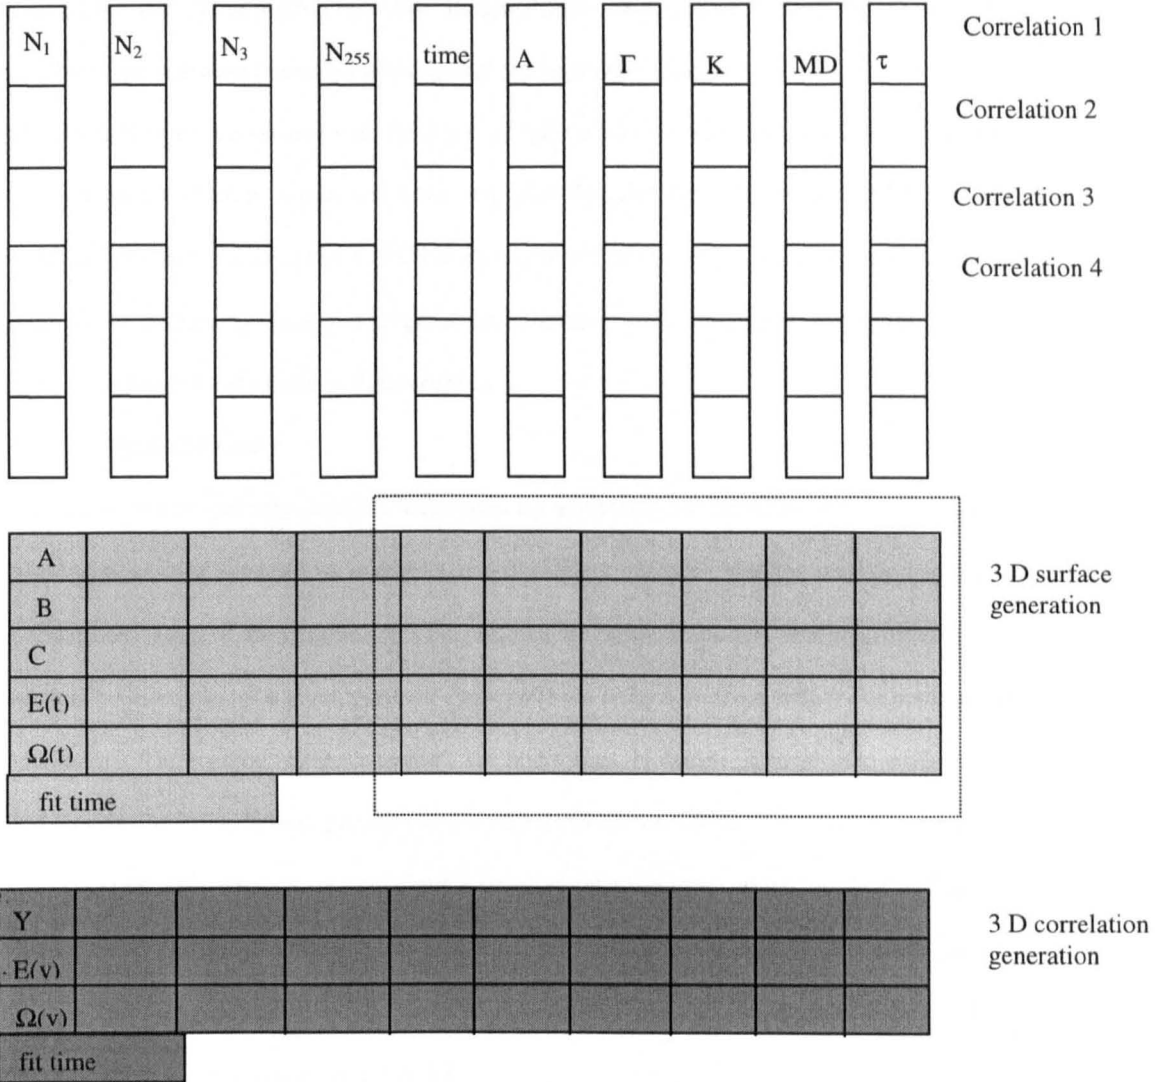 N₁ N₂ N₃ N₂₅₅ time A Γ K MD τ Correlation 1
Correlation 2
Correlation 3
Correlation 4
A
B
C
E(t)
Ω(t)
fit time
3 D surface
generation
Y
E(v)
Ω(v)
fit time
3 D correlation
generation